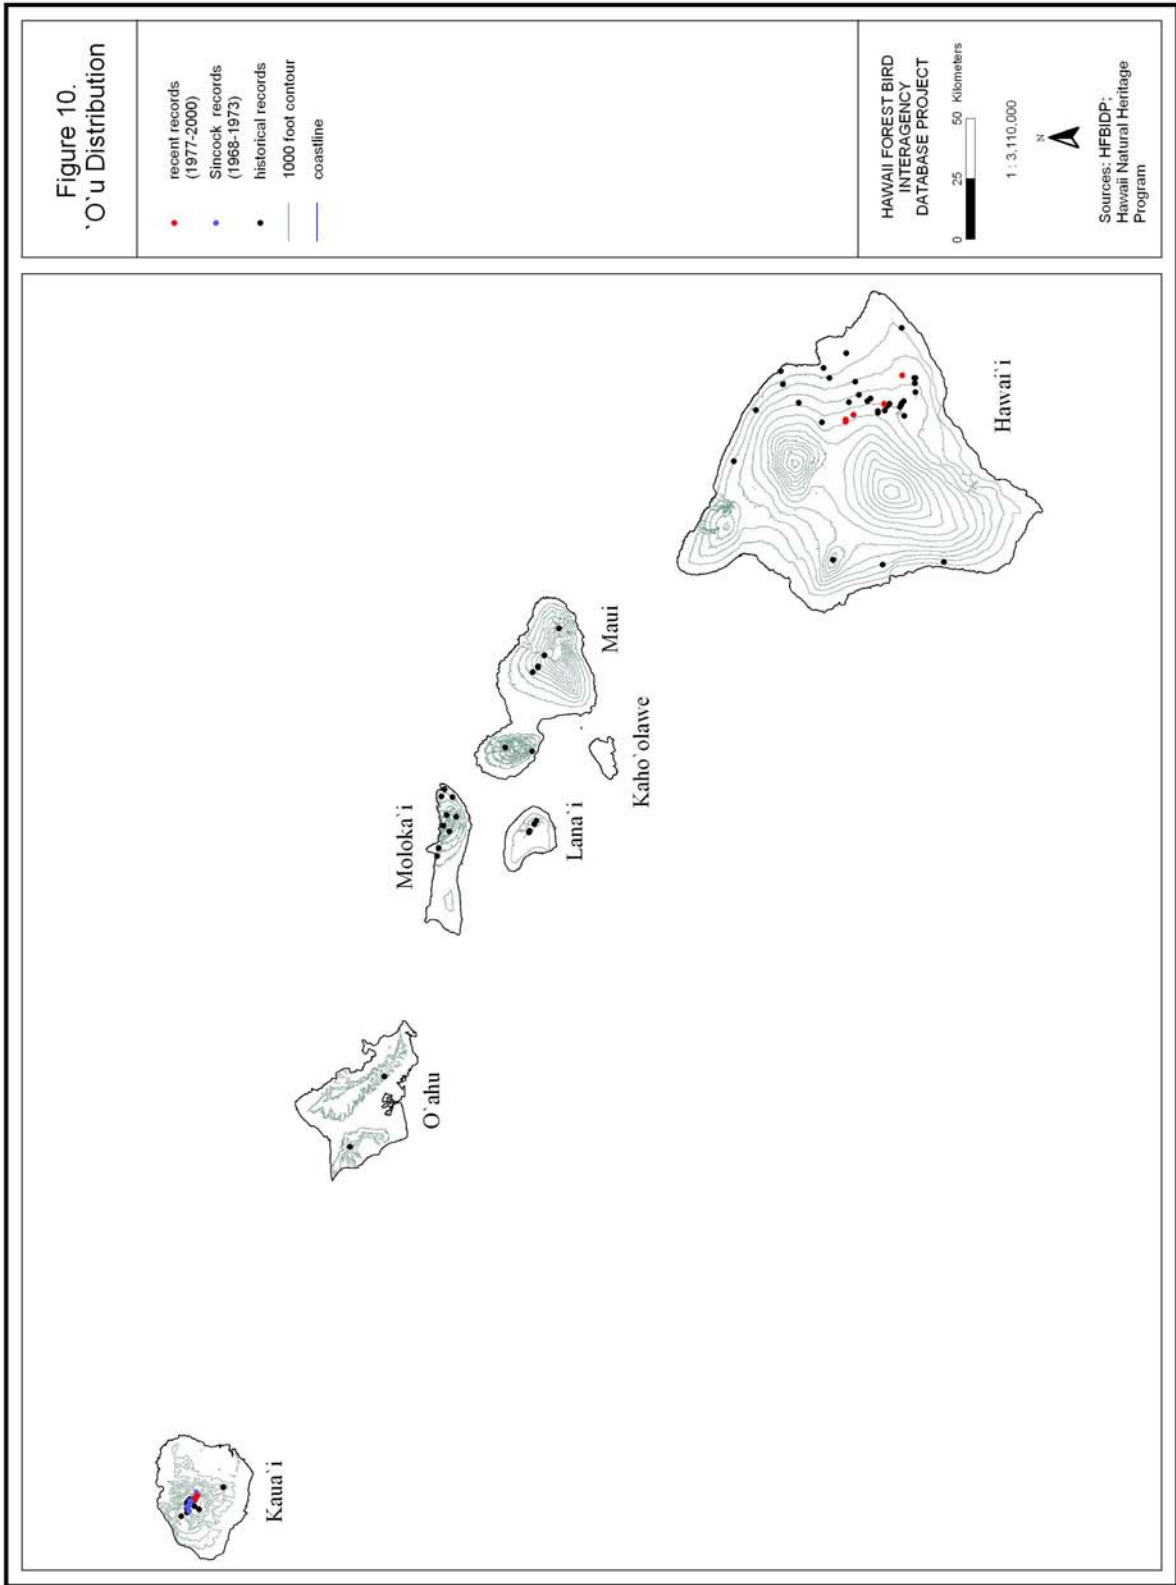 Figure 10.
`O`u Distribution
recent records
(1977-2000)
Sincock records
(1968-1973)
historical records
1000 foot contour
coastline
HAWAII FOREST BIRD
INTERAGENCY
DATABASE PROJECT
0 25 50 Kilometers
1 : 3,110,000
N
Sources: HFBIDP;
Hawaii Natural Heritage
Program
Kaua`i
O`ahu
Moloka`i
Lana`i
Kaho`olawe
Maui
Hawai`i